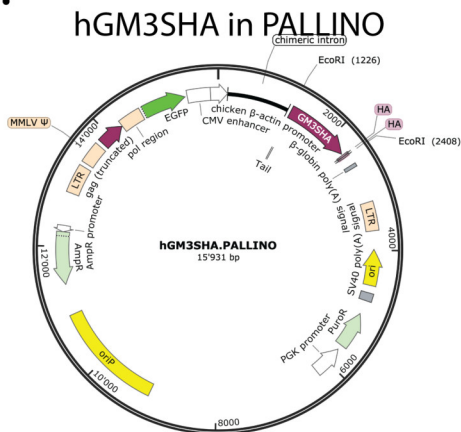 hGM3SHA in PALLINO
chimeric intron
EcoRI (1226)
2000
HA
HA
EcoRI (2408)
GM3SHA
chicken β-actin promoter
CMV enhancer
EGFP
pol region
14'000
MMLV Ψ
gag (truncated)
LTR
β-globin poly(A) signal
Tail
LTR
4000
SV40 poly(A) signal
ori
AmpR promoter
AmpR
12'000
hGM3SHA.PALLINO
15'931 bp
PuroR
PGK promoter
6000
oriP
10'000
8000